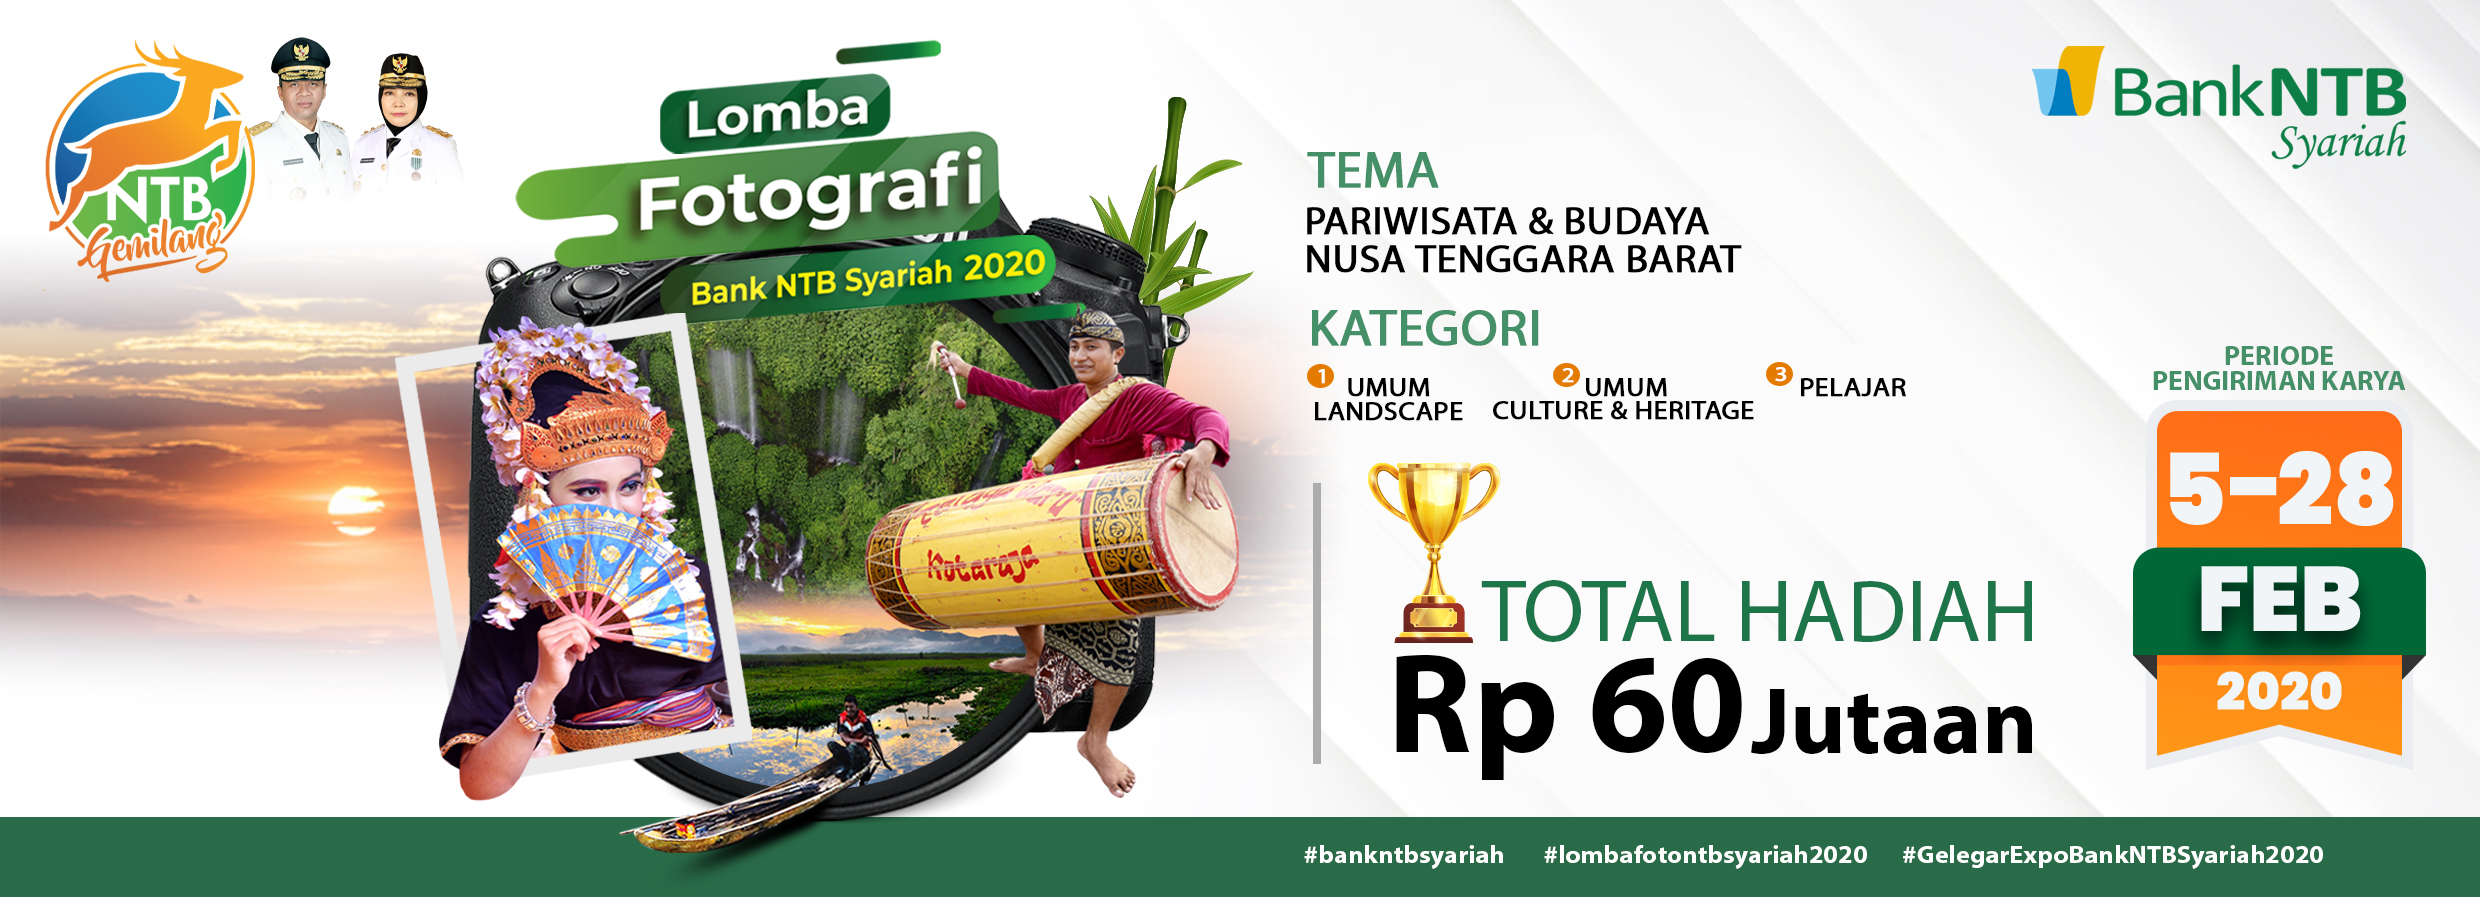 NTB
Gemilang
Lomba
Fotografi
Bank NTB Syariah 2020
Kotaraja
BankNTB
Syariah
TEMA
PARIWISATA & BUDAYA
NUSA TENGGARA BARAT
KATEGORI
1 UMUM
LANDSCAPE
2 UMUM
CULTURE & HERITAGE
3 PELAJAR
TOTAL HADIAH
Rp 60 Jutaan
PERIODE
PENGIRIMAN KARYA
5-28
FEB
2020
#bankntbsyariah #lombafotontbsyariah2020 #GelegarExpoBankNTBSyariah2020